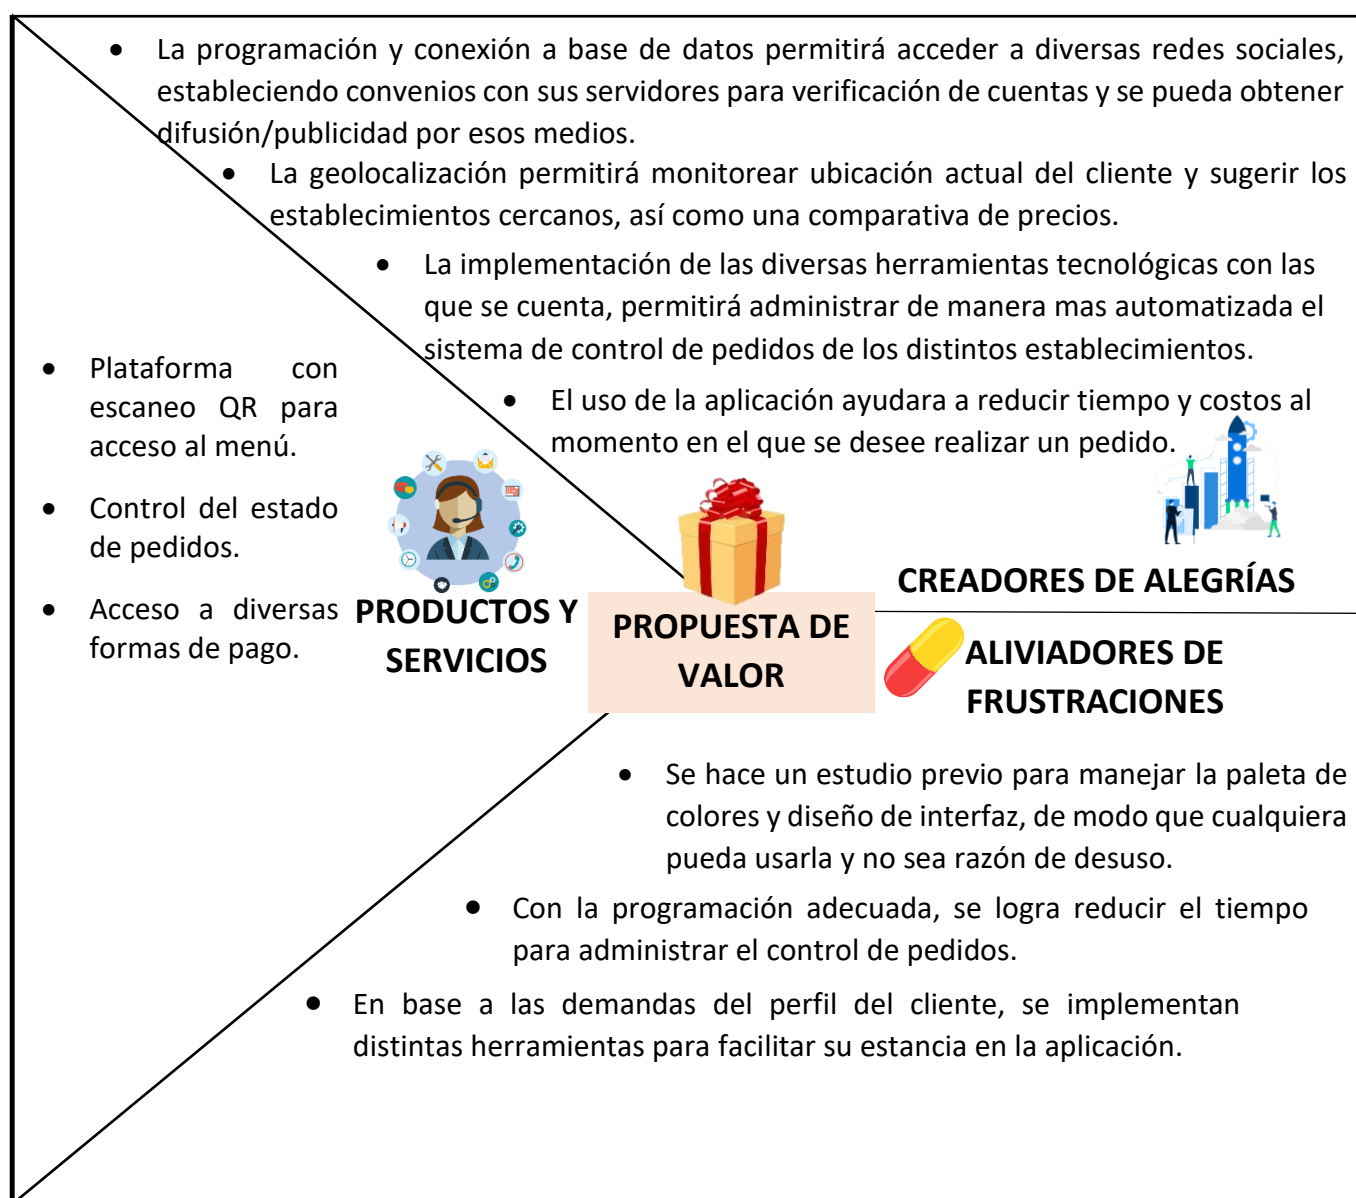 • La programación y conexión a base de datos permitirá acceder a diversas redes sociales,
estableciendo convenios con sus servidores para verificación de cuentas y se pueda obtener
difusión/publicidad por esos medios.
• La geolocalización permitirá monitorear ubicación actual del cliente y sugerir los
establecimientos cercanos, así como una comparativa de precios.
• La implementación de las diversas herramientas tecnológicas con las
que se cuenta, permitirá administrar de manera mas automatizada el
sistema de control de pedidos de los distintos establecimientos.
• El uso de la aplicación ayudara a reducir tiempo y costos al
momento en el que se desee realizar un pedido.
• Plataforma con
escaneo QR para
acceso al menú.
• Control del estado
de pedidos.
• Acceso a diversas
formas de pago.
PRODUCTOS Y
SERVICIOS
PROPUESTA DE
VALOR
CREADORES DE ALEGRÍAS
ALIVIADORES DE
FRUSTRACIONES
• Se hace un estudio previo para manejar la paleta de
colores y diseño de interfaz, de modo que cualquiera
pueda usarla y no sea razón de desuso.
• Con la programación adecuada, se logra reducir el tiempo
para administrar el control de pedidos.
• En base a las demandas del perfil del cliente, se implementan
distintas herramientas para facilitar su estancia en la aplicación.